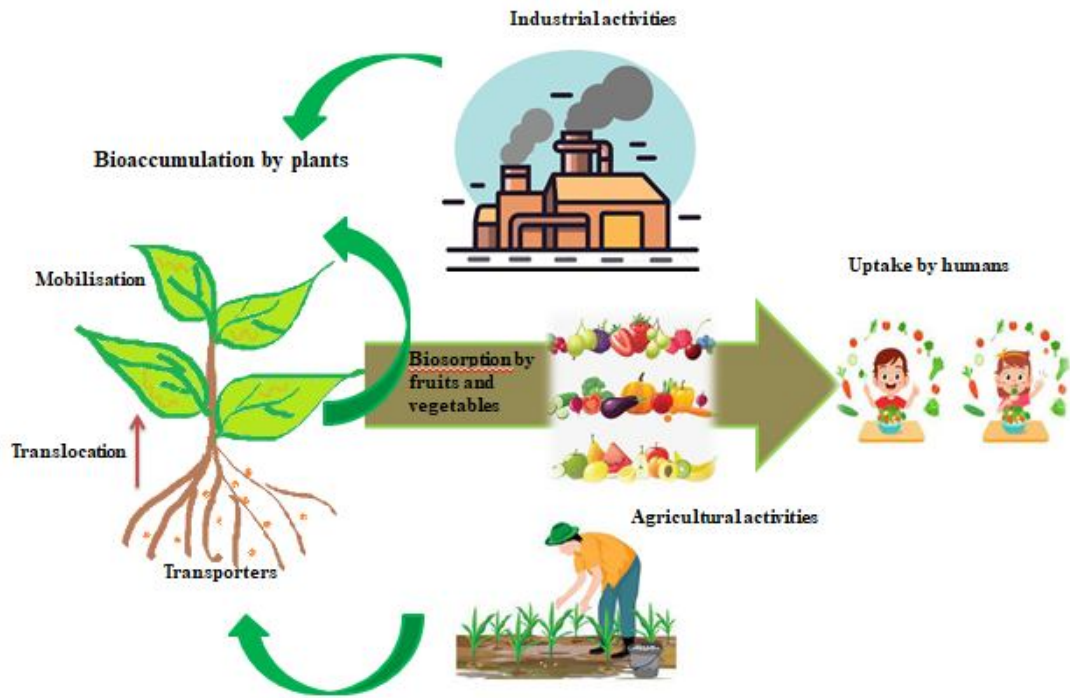 Industrial activities
Bioaccumulation by plants
Mobilisation
Uptake by humans
Biosorption by
fruits and
vegetables
Translocation
Agricultural activities
Transporters